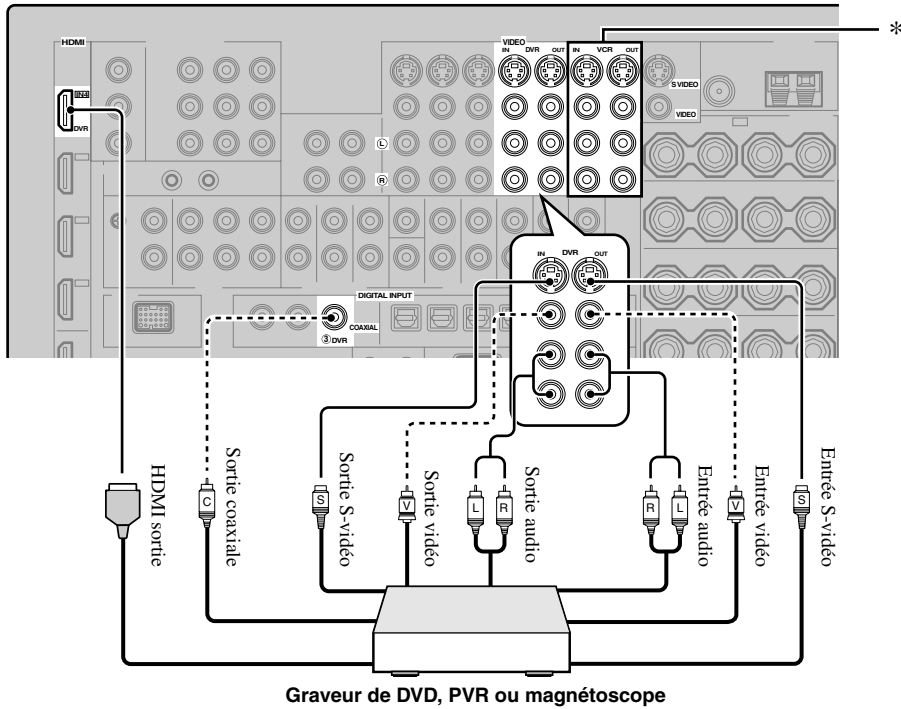 *
HDMI
VIDEO
IN DVR OUT
IN VCR OUT
S VIDEO
VIDEO
IN4
DVR
L
R
IN DVR OUT
DIGITAL INPUT
COAXIAL
③ DVR
HDMI sortie
C
Sortie coaxiale
S
Sortie S-vidéo
V
Sortie vidéo
L R
Sortie audio
R L
Entrée audio
V
Entrée vidéo
S
Entrée S-vidéo
Graveur de DVD, PVR ou magnétoscope